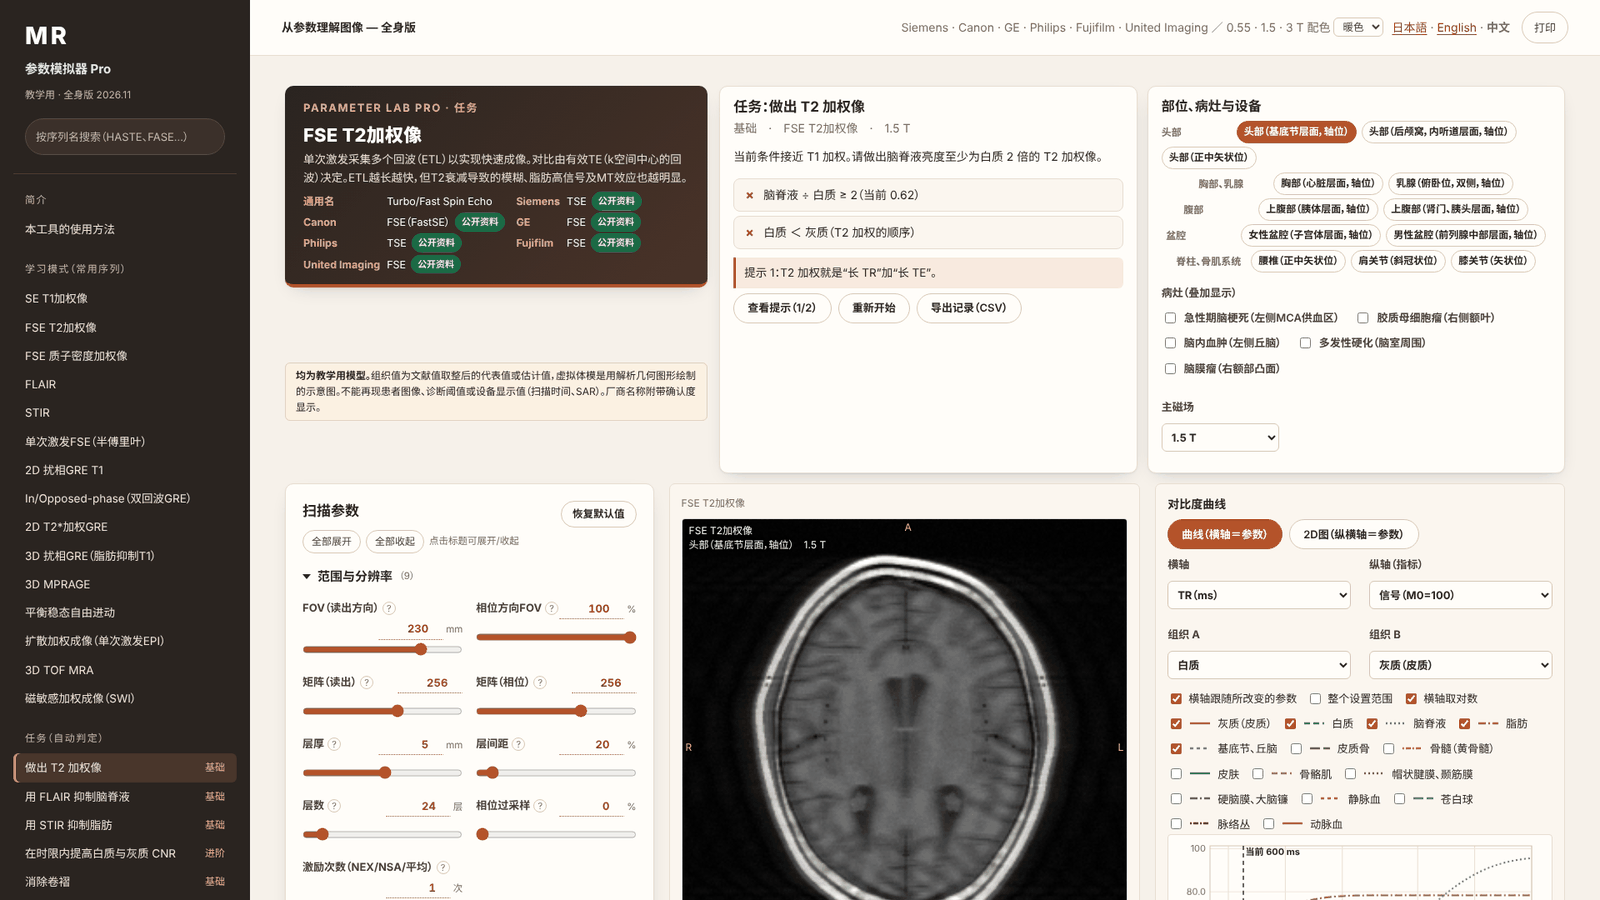 MR
参数模拟器 Pro
教学用 · 全身版 2026.11
按序列名搜索（HASTE、FASE…）
简介
本工具的使用方法
学习模式（常用序列）
SE T1加权像
FSE T2加权像
FSE 质子密度加权像
FLAIR
STIR
单次激发FSE（半傅里叶）
2D 扰相GRE T1
In/Opposed-phase（双回波GRE）
2D T2*加权GRE
3D 扰相GRE（脂肪抑制T1）
3D MPRAGE
平衡稳态自由进动
扩散加权成像（单次激发EPI）
3D TOF MRA
磁敏感加权成像（SWI）
任务（自动判定）
做出 T2 加权像 基础
用 FLAIR 抑制脑脊液 基础
用 STIR 抑制脂肪 基础
在时限内提高白质与灰质 CNR 进阶
消除卷褶 基础
从参数理解图像 — 全身版
Siemens · Canon · GE · Philips · Fujifilm · United Imaging ／ 0.55 · 1.5 · 3 T 配色 暖色 日本語 · English · 中文 打印
PARAMETER LAB PRO · 任务
FSE T2加权像
单次激发采集多个回波（ETL）以实现快速成像。对比由有效TE（k空间中心的回
波）决定。ETL越长越快，但T2衰减导致的模糊、脂肪高信号及MT效应也越明显。
通用名 Turbo/Fast Spin Echo Siemens TSE 公开资料
Canon FSE（FastSE） 公开资料 GE FSE 公开资料
Philips TSE 公开资料 Fujifilm FSE 公开资料
United Imaging FSE 公开资料
均为教学用模型。组织值为文献值取整后的代表值或估计值，虚拟体模是用解析几何图形绘制
的示意图。不能再现患者图像、诊断阈值或设备显示值（扫描时间、SAR）。厂商名称附带确认度
显示。
任务：做出 T2 加权像
基础 · FSE T2加权像 · 1.5 T
当前条件接近 T1 加权。请做出脑脊液亮度至少为白质 2 倍的 T2 加权像。
× 脑脊液 ÷ 白质 ≥ 2（当前 0.62）
× 白质 ＜ 灰质（T2 加权的顺序）
提示 1：T2 加权就是“长 TR”加“长 TE”。
查看提示（1/2） 重新开始 导出记录（CSV）
部位、病灶与设备
头部 头部（基底节层面，轴位） 头部（后颅窝，内听道层面，轴位）
头部（正中矢状位）
胸部、乳腺 胸部（心脏层面，轴位） 乳腺（俯卧位，双侧，轴位）
腹部 上腹部（胰体层面，轴位） 上腹部（肾门、胰头层面，轴位）
盆腔 女性盆腔（子宫体层面，轴位） 男性盆腔（前列腺中部层面，轴位）
脊柱、骨肌系统 腰椎（正中矢状位） 肩关节（斜冠状位） 膝关节（矢状位）
病灶（叠加显示）
急性期脑梗死（左侧MCA供血区） 胶质母细胞瘤（右侧额叶）
脑内血肿（左侧丘脑） 多发性硬化（脑室周围）
脑膜瘤（右额部凸面）
主磁场
1.5 T
扫描参数 恢复默认值
全部展开 全部收起 点击标题可展开/收起
▼ 范围与分辨率 （9）
FOV（读出方向） ? 230 mm
相位方向FOV ? 100 %
矩阵（读出） ? 256
矩阵（相位） ? 256
层厚 ? 5 mm
层间距 ? 20 %
层数 ? 24 层
相位过采样 ? 0 %
激励次数（NEX/NSA/平均） ?
1 次
FSE T2加权像
FSE T2加权像
头部（基底节层面，轴位） 1.5 T
A
R
L
对比度曲线
曲线（横轴＝参数） 2D图（纵横轴＝参数）
横轴 纵轴（指标）
TR（ms） 信号（M0=100）
组织 A 组织 B
白质 灰质（皮质）
横轴跟随所改变的参数 整个设置范围 横轴取对数
灰质（皮质） 白质 脑脊液 脂肪
基底节、丘脑 皮质骨 骨髓（黄骨髓）
皮肤 骨骼肌 帽状腱膜、颞筋膜
硬脑膜、大脑镰 静脉血 苍白球
脉络丛 动脉血
100
当前 600 ms
80.0